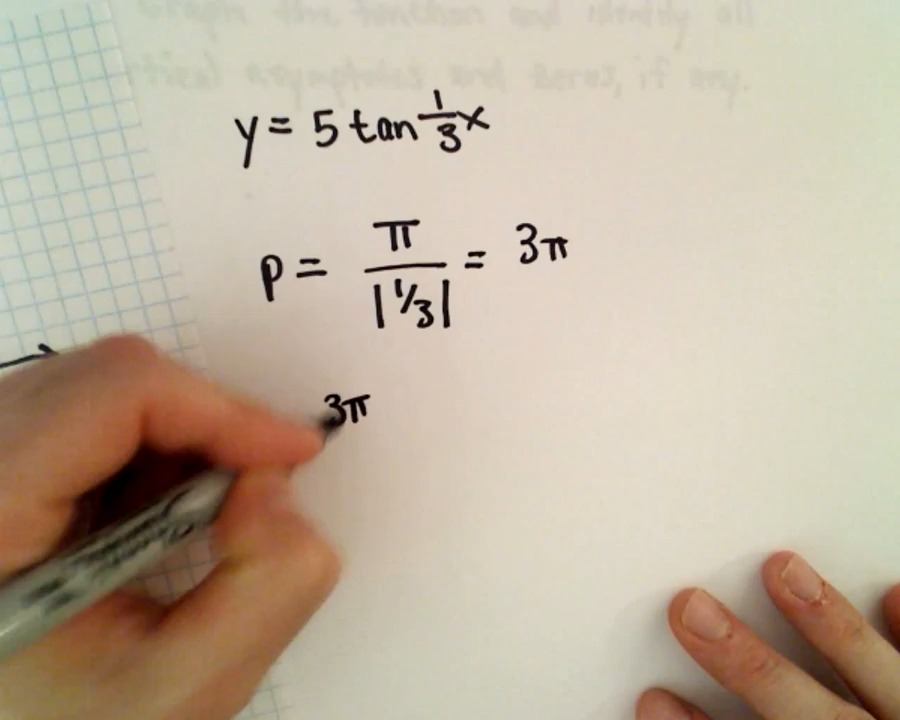 Graph the function and identify all
vertical asymptotes and zeros, if any.
y = 5 tan 1/3 x
p = π / |1/3| = 3π
3π